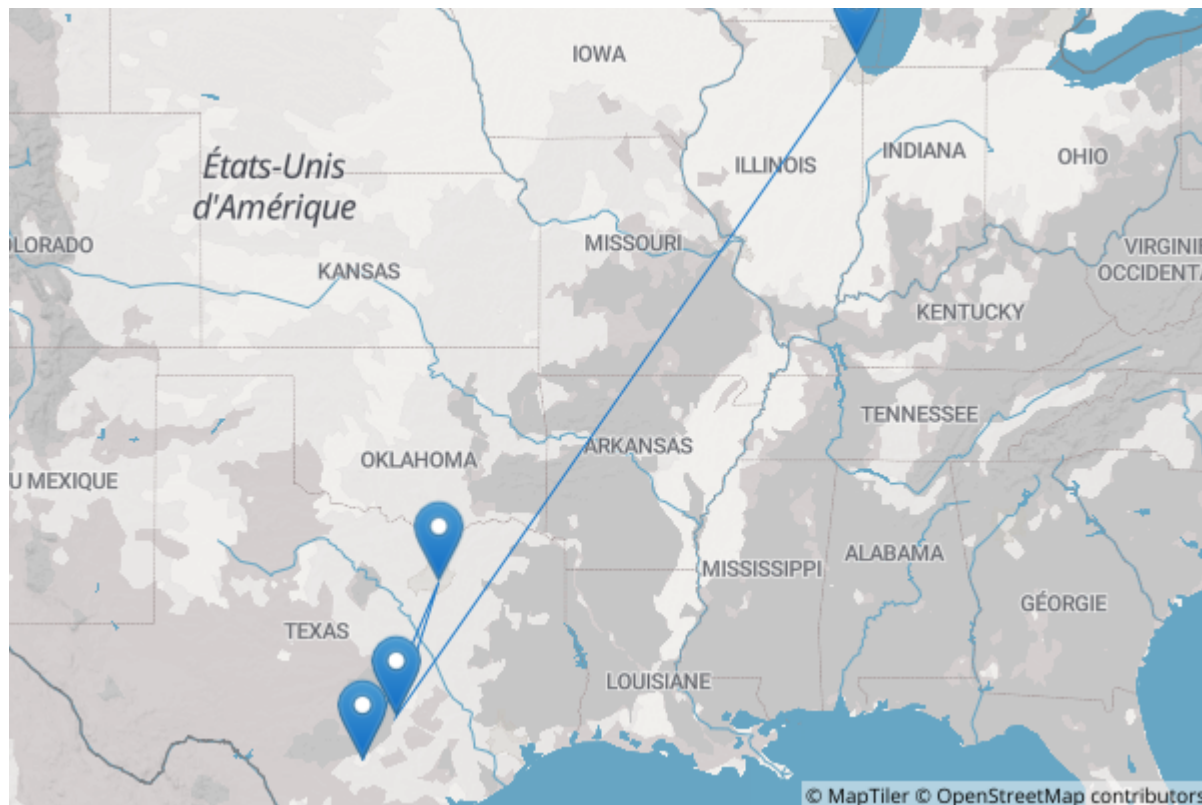 IOWA
ILLINOIS
INDIANA
OHIO
États-Unis
d'Amérique
OLORADO
KANSAS
MISSOURI
VIRGINIE
OCCIDENTA
KENTUCKY
TENNESSEE
OKLAHOMA
ARKANSAS
U MEXIQUE
MISSISSIPPI
ALABAMA
GÉORGIE
TEXAS
LOUISIANE
© MapTiler © OpenStreetMap contributors